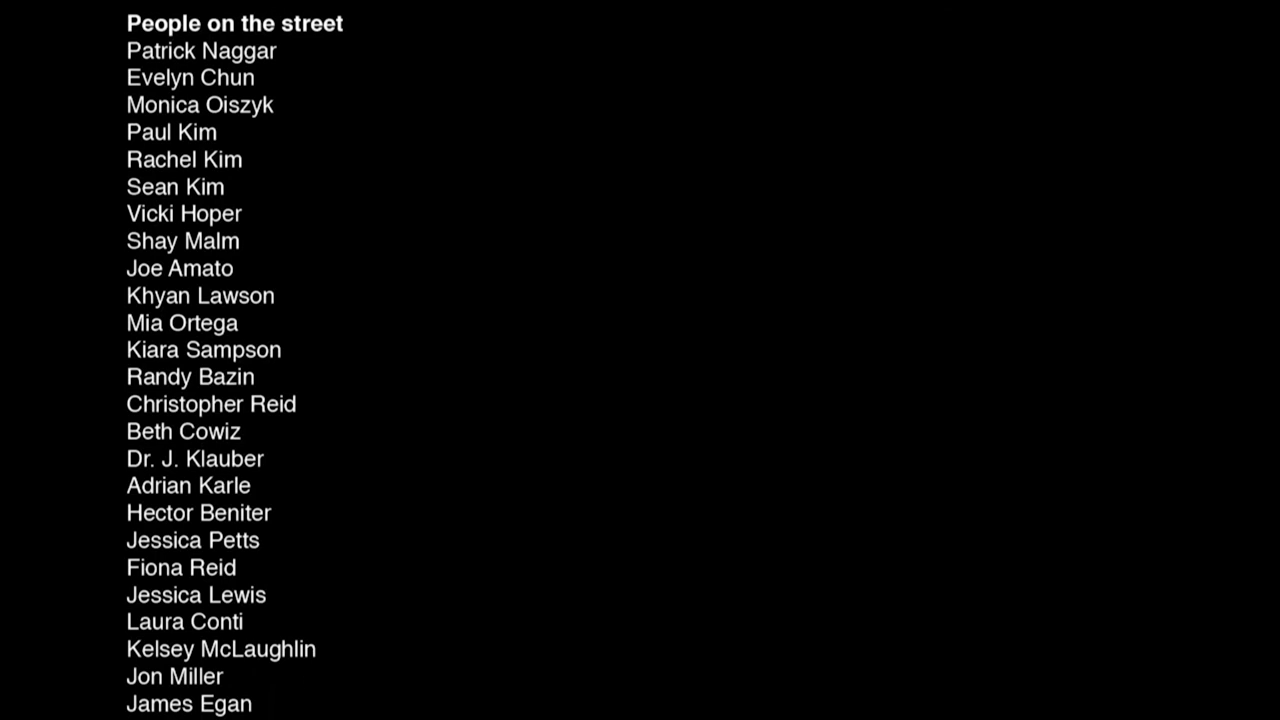 People on the street
Patrick Naggar
Evelyn Chun
Monica Oiszyk
Paul Kim
Rachel Kim
Sean Kim
Vicki Hoper
Shay Malm
Joe Amato
Khyan Lawson
Mia Ortega
Kiara Sampson
Randy Bazin
Christopher Reid
Beth Cowiz
Dr. J. Klauber
Adrian Karle
Hector Beniter
Jessica Petts
Fiona Reid
Jessica Lewis
Laura Conti
Kelsey McLaughlin
Jon Miller
James Egan